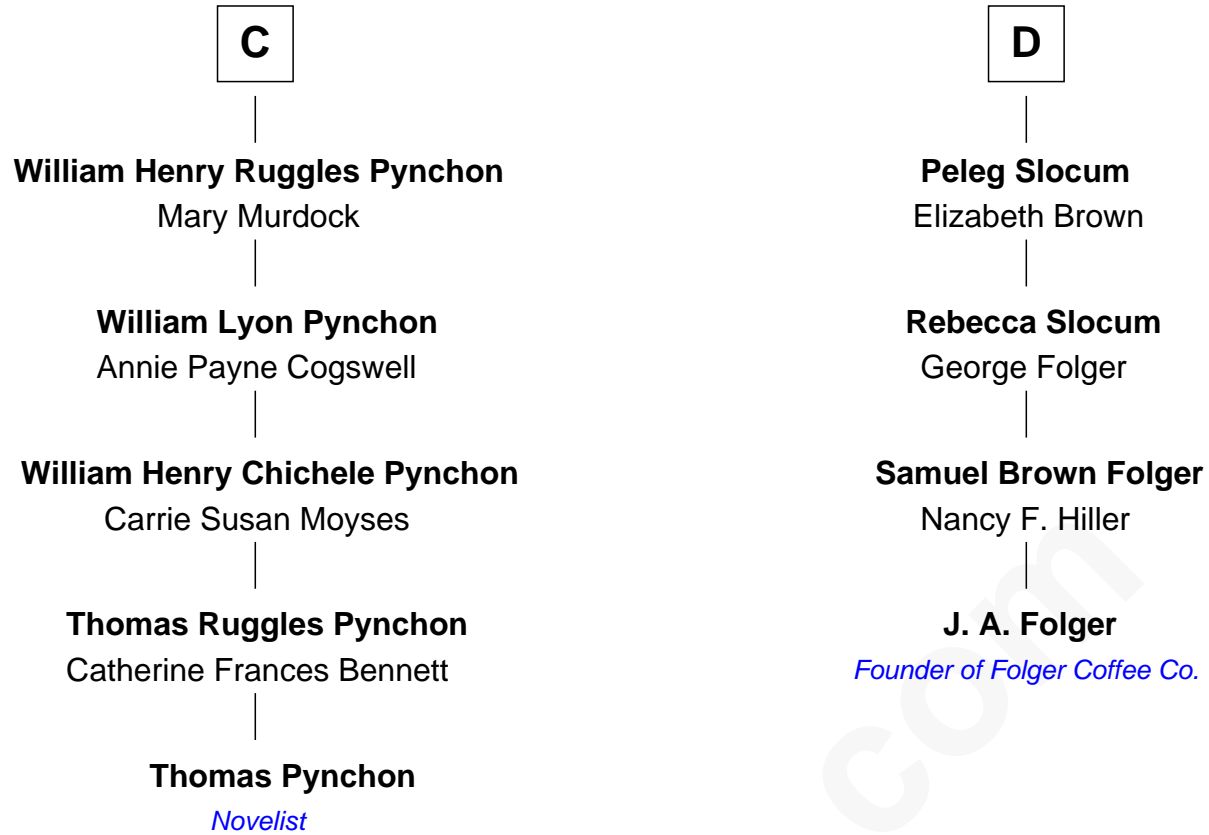 C
William Henry Ruggles Pynchon
Mary Murdock
William Lyon Pynchon
Annie Payne Cogswell
William Henry Chichele Pynchon
Carrie Susan Moyses
Thomas Ruggles Pynchon
Catherine Frances Bennett
Thomas Pynchon
Novelist
D
Peleg Slocum
Elizabeth Brown
Rebecca Slocum
George Folger
Samuel Brown Folger
Nancy F. Hiller
J. A. Folger
Founder of Folger Coffee Co.
com